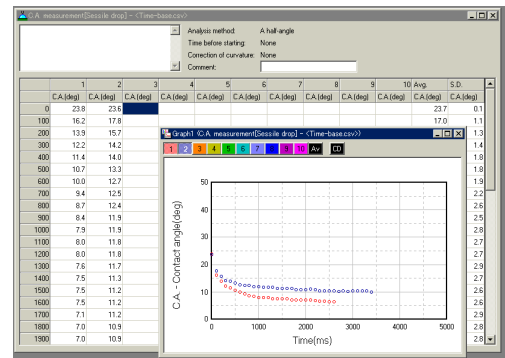 C.A. measurement[Sessile drop] - <Time-base.csv>
Analysis method: A half-angle
Time before starting: None
Correction of curvature: None
Comment:
1 2 3 4 5 6 7 8 9 10 Avg. S.D.
C.A.(deg) C.A.(deg) C.A.(deg) C.A.(deg) C.A.(deg) C.A.(deg) C.A.(deg) C.A.(deg) C.A.(deg) C.A.(deg) C.A.(deg) C.A.(deg)
0 23.8 23.6 23.7 0.1
100 16.2 17.8 17.0 1.1
200 13.9 15.7 1.3
300 12.2 14.2 1.4
400 11.4 14.0 1.8
500 10.7 13.3 1.8
600 10.0 12.7 1.9
700 9.4 12.5 2.2
800 8.7 12.4 2.6
900 8.4 11.9 2.5
1000 7.9 11.9 2.8
1100 8.0 11.8 2.7
1200 8.0 11.8 2.7
1300 7.6 11.7 2.9
1400 7.5 11.3 2.7
1500 7.5 11.2 2.6
1600 7.5 11.2 2.6
1700 7.1 11.2 2.9
1800 7.0 10.9 2.8
1900 7.0 10.9 2.8
Graph1 (C.A. measurement[Sessile drop] - <Time-base.csv>)
1 2 3 4 5 6 7 8 9 10 Av CD
C.A. - Contact angle(deg)
50
40
30
20
10
0
0 1000 2000 3000 4000 5000
Time(ms)